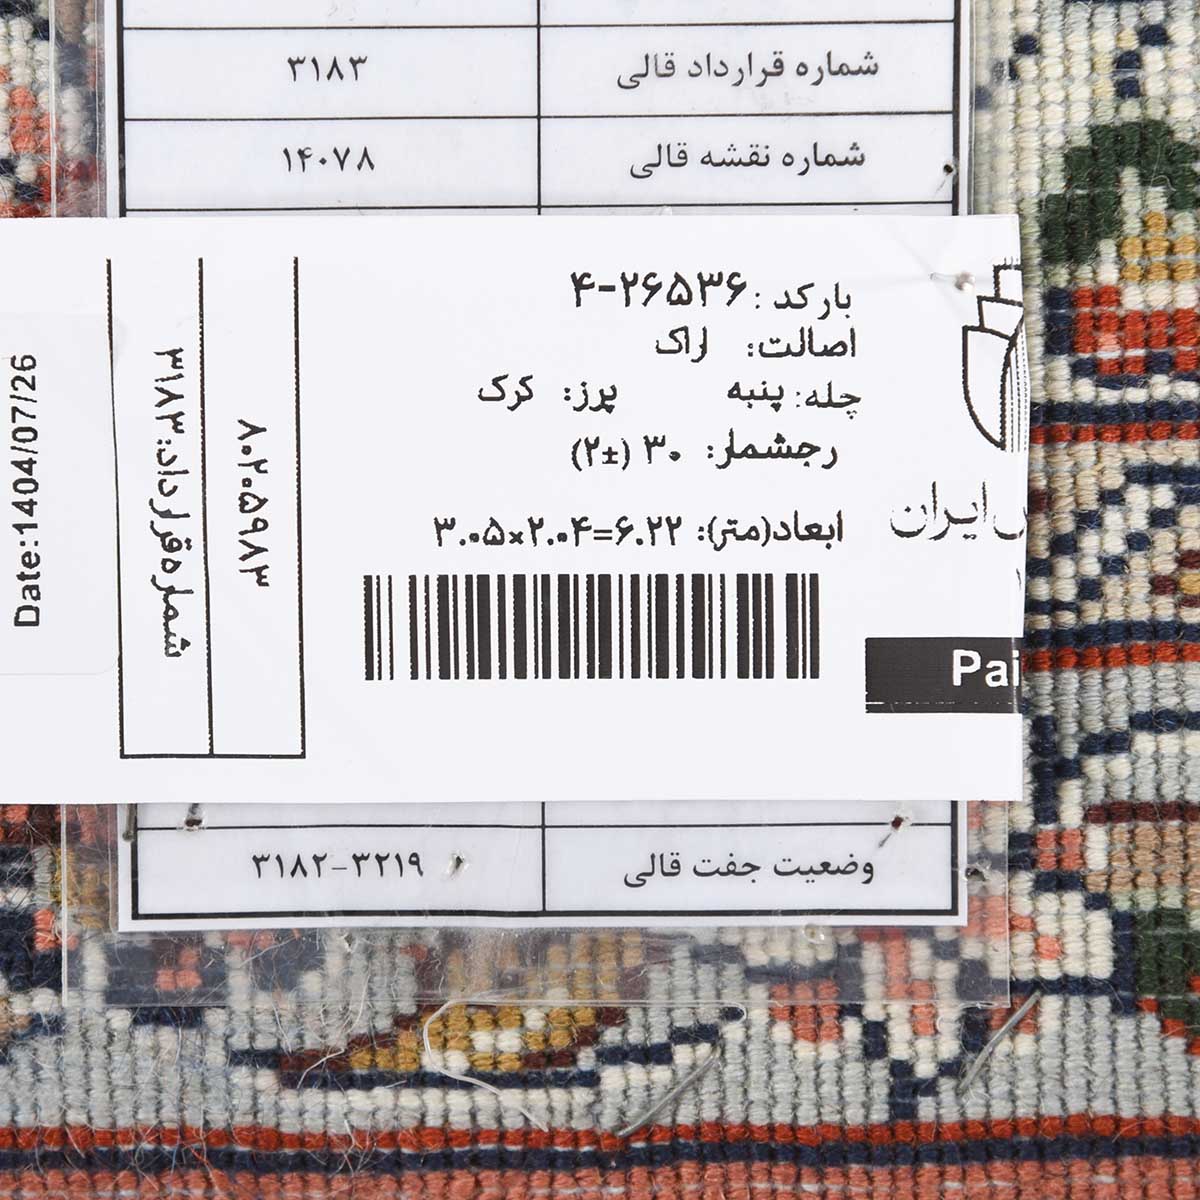 شماره قرارداد قالی ۳۱۸۳
شماره نقشه قالی ۱۴۰۷۸
بارکد: ۴-۲۶۵۳۶
اصالت: اراک
چله: پنبه پرز: کرک
رجشمار: ۳۰ (±۲)
ابعاد(متر): ۳.۰۵×۲.۰۴=۶.۲۲
ایران
Pai
۸۰۲۰۵۹۸۳
شماره قرارداد: ۳۱۸۳
Date:1404/07/26
وضعیت جفت قالی ۳۱۸۲-۳۲۱۹